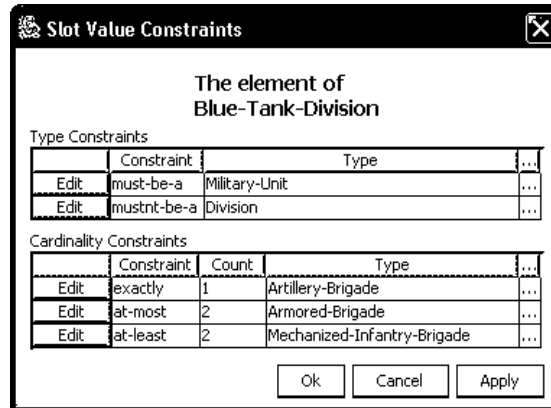 Slot Value Constraints
The element of
Blue-Tank-Division
Type Constraints
Constraint Type ...
Edit must-be-a Military-Unit ...
Edit mustnt-be-a Division ...
Cardinality Constraints
Constraint Count Type ...
Edit exactly 1 Artillery-Brigade ...
Edit at-most 2 Armored-Brigade ...
Edit at-least 2 Mechanized-Infantry-Brigade ...
Ok Cancel Apply